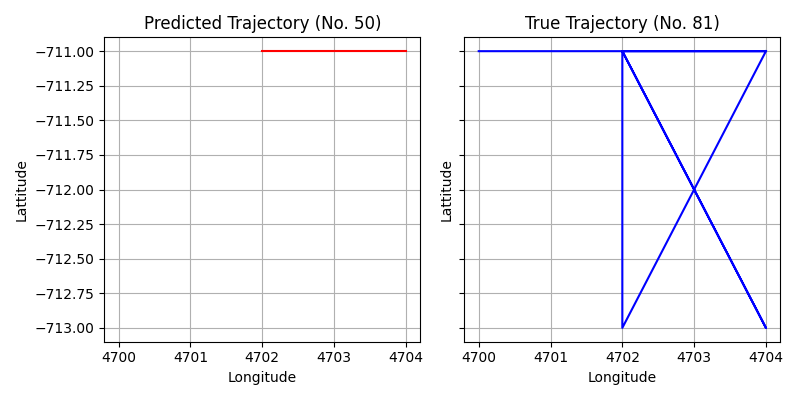 Predicted Trajectory (No. 50)
True Trajectory (No. 81)
−711.00
−711.25
−711.50
−711.75
−712.00
−712.25
−712.50
−712.75
−713.00
Lattitude
Lattitude
4700 4701 4702 4703 4704
4700 4701 4702 4703 4704
Longitude
Longitude